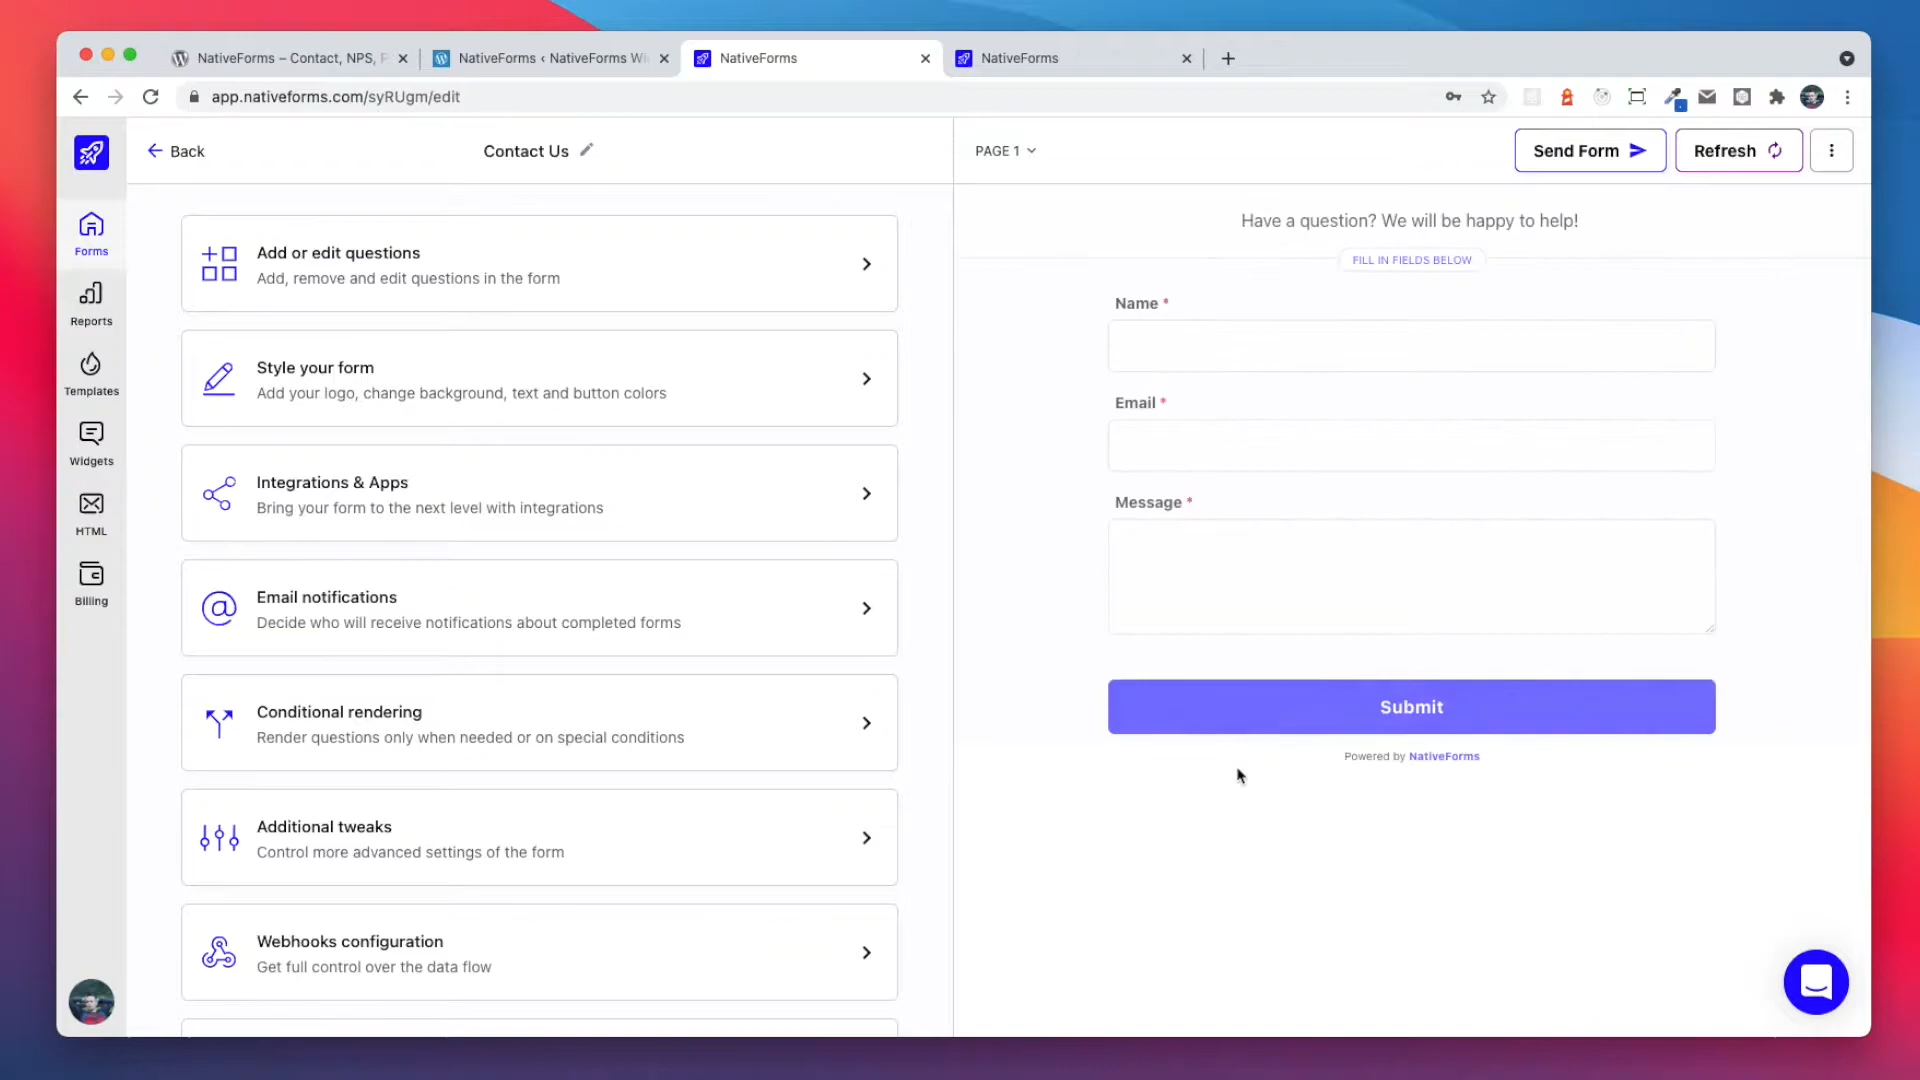 NativeForms – Contact, NPS, P
NativeForms ‹ NativeForms Wi
NativeForms
NativeForms
app.nativeforms.com/syRUgm/edit
Back
Contact Us
PAGE 1
Send Form
Refresh
Forms
Reports
Templates
Widgets
HTML
Billing
Add or edit questions
Add, remove and edit questions in the form
Style your form
Add your logo, change background, text and button colors
Integrations & Apps
Bring your form to the next level with integrations
Email notifications
Decide who will receive notifications about completed forms
Conditional rendering
Render questions only when needed or on special conditions
Additional tweaks
Control more advanced settings of the form
Webhooks configuration
Get full control over the data flow
Have a question? We will be happy to help!
FILL IN FIELDS BELOW
Name *
Email *
Message *
Submit
Powered by NativeForms